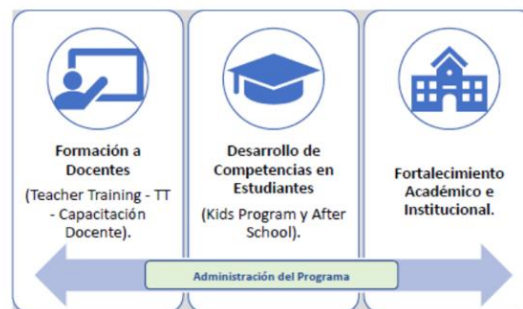 Formación a
Docentes
(Teacher Training - TT
- Capacitación
Docente).
Desarrollo de
Competencias en
Estudiantes
(Kids Program y After
School).
Fortalecimiento
Académico e
Institucional.
Administración del Programa